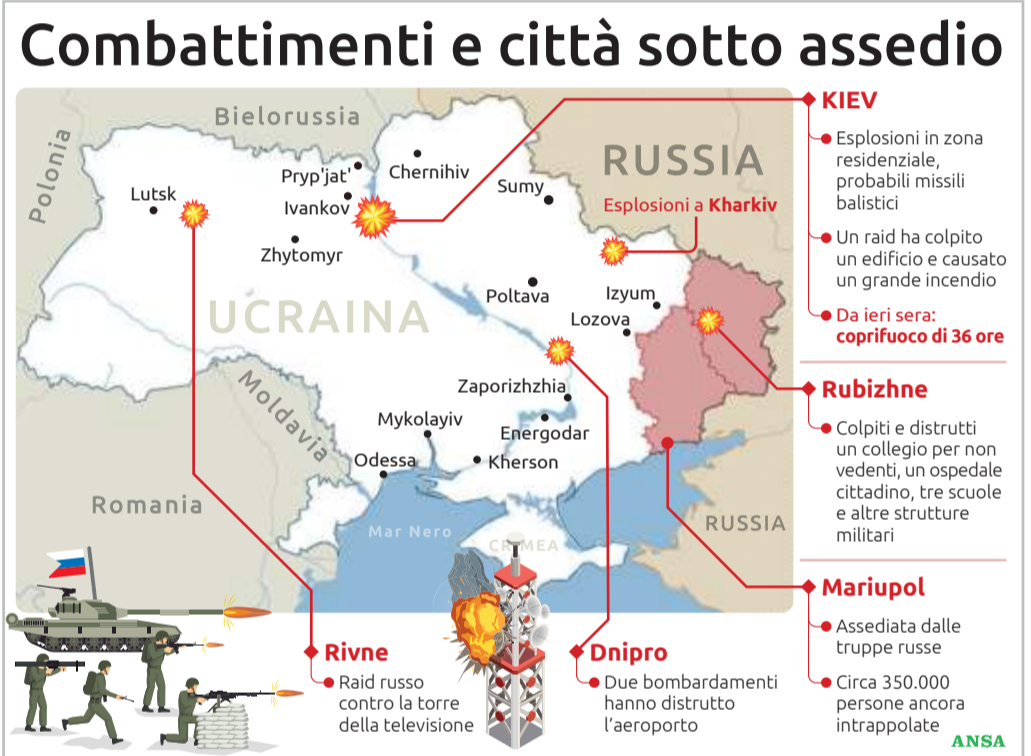 Combattimenti e città sotto assedio
Polonia
Bielorussia
RUSSIA
Lutsk
Pryp'jat'
Chernihiv
Ivankov
Sumy
Esplosioni a Kharkiv
Zhytomyr
UCRAINA
Poltava
Izyum
Lozova
Moldavia
Zaporizhzhia
Mykolayiv
Energodar
Odessa
Kherson
Romania
Mar Nero
CRIMEA
RUSSIA
KIEV
Esplosioni in zona
residenziale,
probabili missili
balistici
Un raid ha colpito
un edificio e causato
un grande incendio
Da ieri sera:
coprifuoco di 36 ore
Rubizhne
Colpiti e distrutti
un collegio per non
vedenti, un ospedale
cittadino, tre scuole
e altre strutture
militari
Mariupol
Assediata dalle
truppe russe
Circa 350.000
persone ancora
intrappolate
Rivne
Raid russo
contro la torre
della televisione
Dnipro
Due bombardamenti
hanno distrutto
l'aeroporto
ANSA